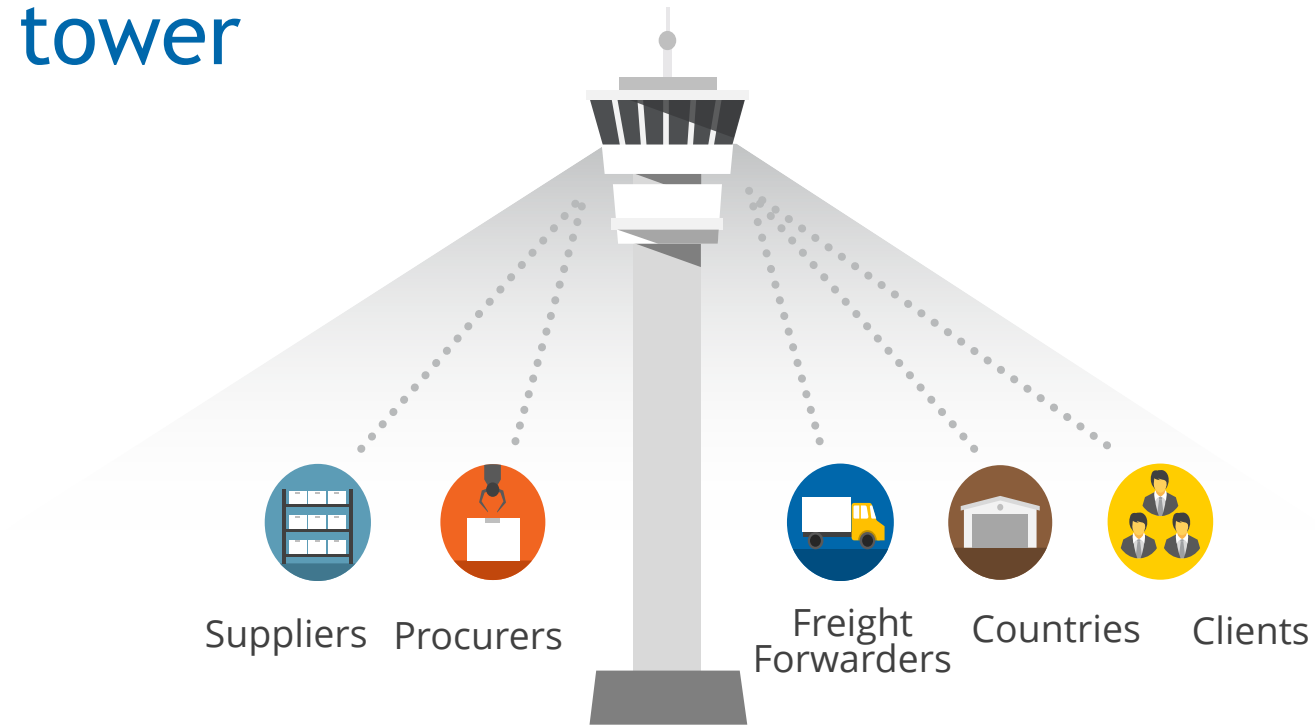 tower
Suppliers
Procurers
Freight
Forwarders
Countries
Clients